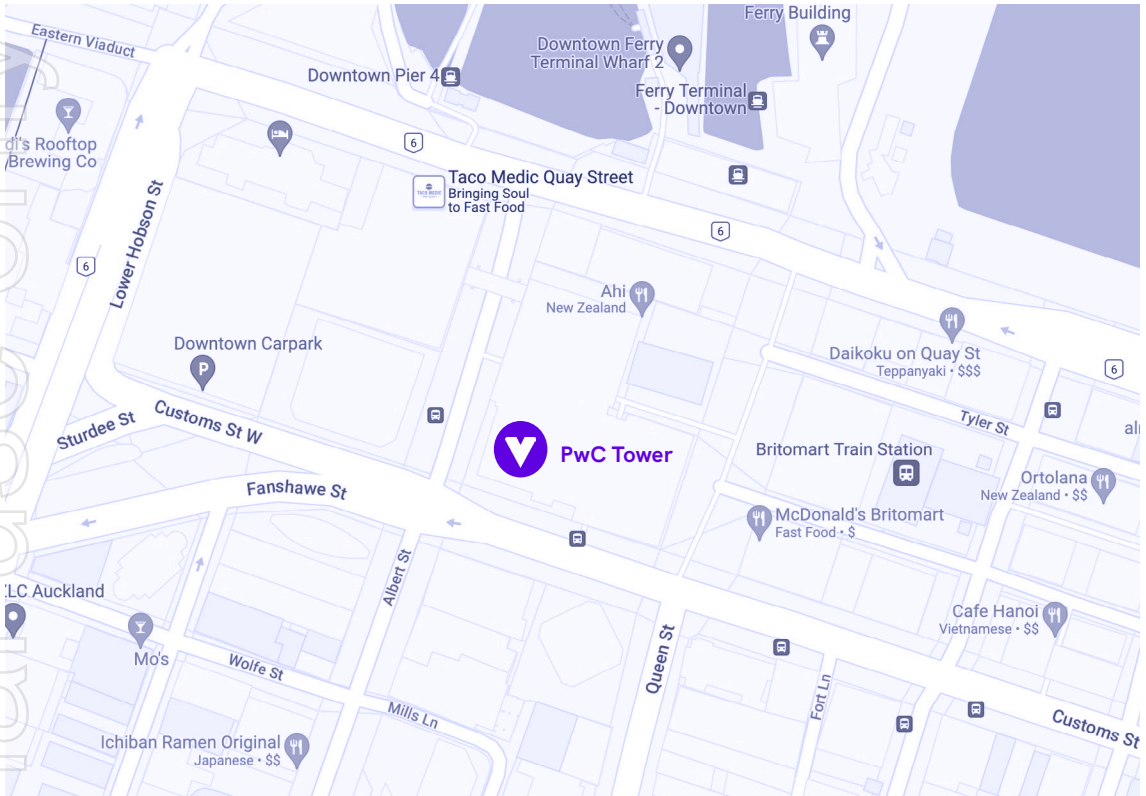 Ferry Building
Eastern Viaduct
Downtown Ferry
Terminal Wharf 2
Downtown Pier 4
Ferry Terminal
- Downtown
di's Rooftop
Brewing Co
6
Taco Medic Quay Street
Bringing Soul
to Fast Food
TACO MEDIC
Lower Hobson St
6
6
Ahi
New Zealand
Downtown Carpark
P
Daikoku on Quay St
Teppanyaki • $$$
6
Sturdee St
Customs St W
Tyler St
PwC Tower
Britomart Train Station
Fanshawe St
Ortolana
New Zealand • $$
McDonald's Britomart
Fast Food • $
Albert St
LC Auckland
Cafe Hanoi
Vietnamese • $$
Mo's
Queen St
Wolfe St
Fort Ln
Mills Ln
Customs St
Ichiban Ramen Original
Japanese • $$